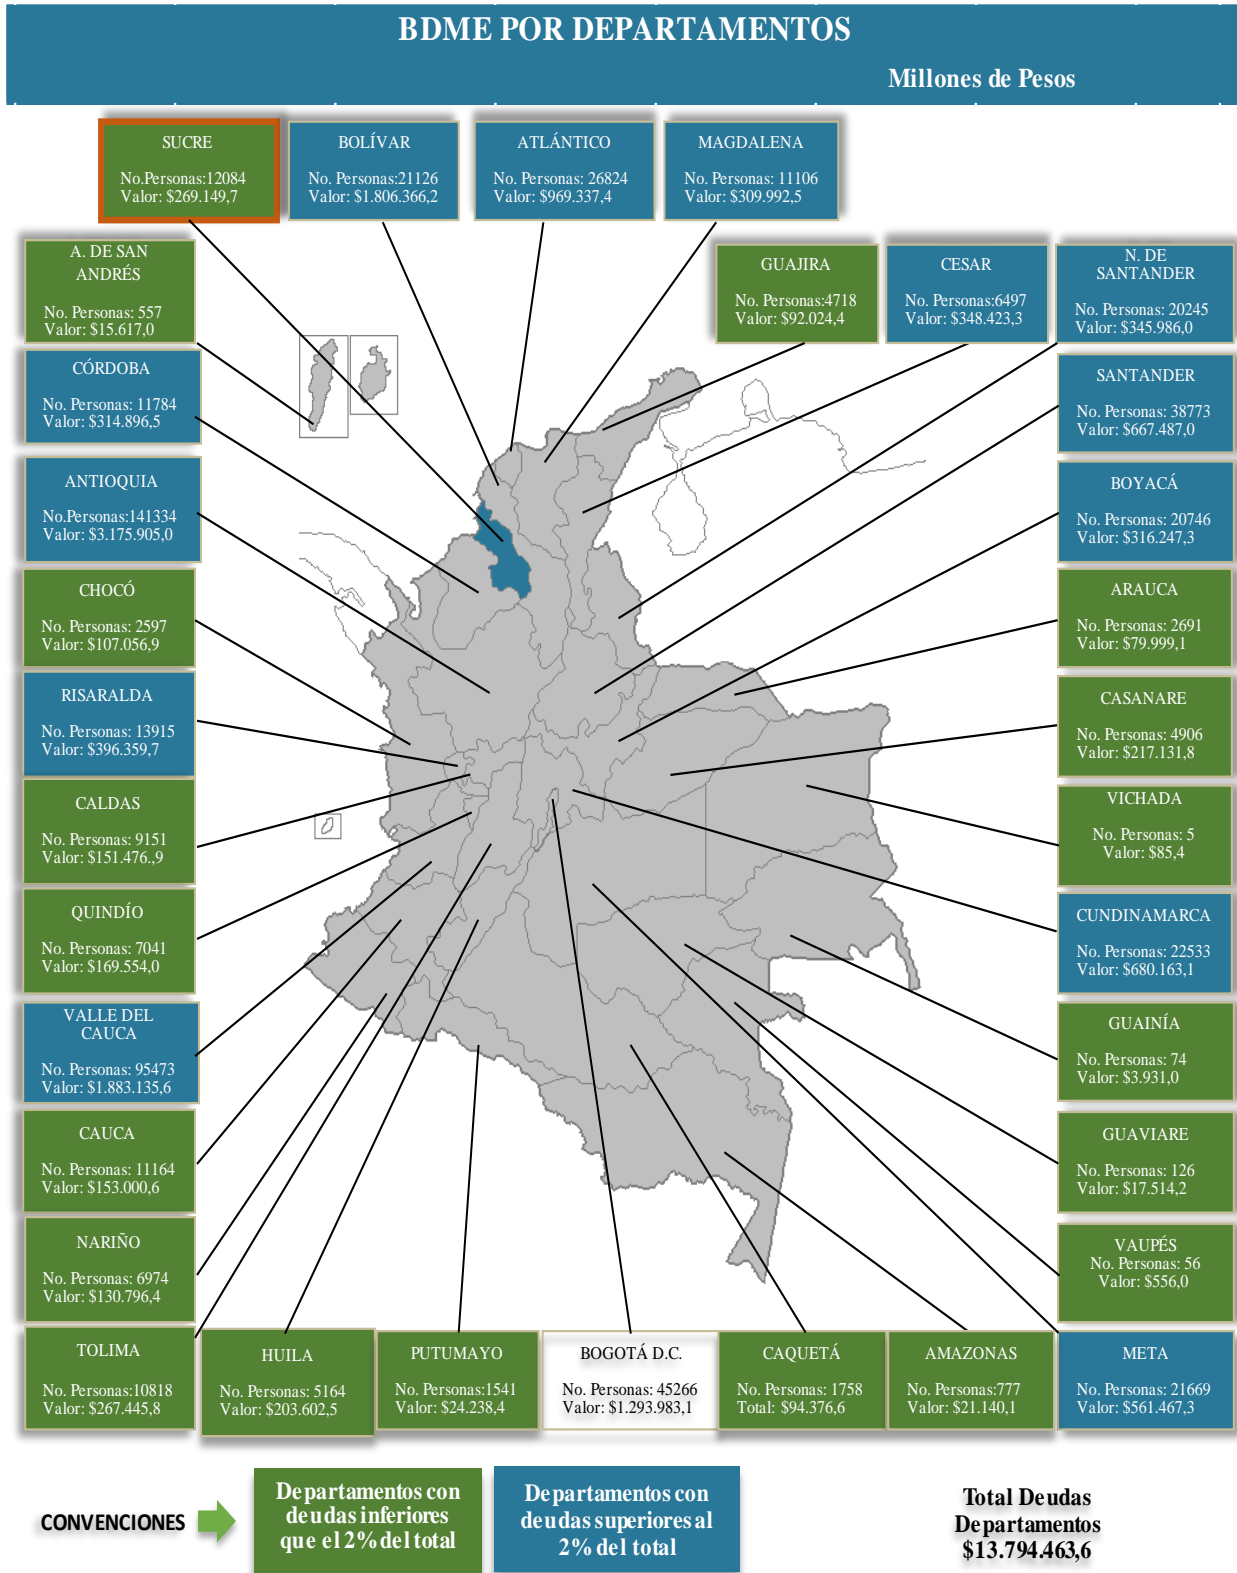 BDME POR DEPARTAMENTOS
Millones de Pesos
SUCRE
No.Personas:12084
Valor: $269.149,7
BOLÍVAR
No. Personas:21126
Valor: $1.806.366,2
ATLÁNTICO
No. Personas: 26824
Valor: $969.337,4
MAGDALENA
No. Personas: 11106
Valor: $309.992,5
A. DE SAN
ANDRÉS
No. Personas: 557
Valor: $15.617,0
GUAJIRA
No. Personas:4718
Valor: $92.024,4
CESAR
No. Personas:6497
Valor: $348.423,3
N. DE
SANTANDER
No. Personas: 20245
Valor: $345.986,0
CÓRDOBA
No. Personas: 11784
Valor: $314.896,5
SANTANDER
No. Personas: 38773
Valor: $667.487,0
ANTIOQUIA
No.Personas:141334
Valor: $3.175.905,0
BOYACÁ
No. Personas: 20746
Valor: $316.247,3
CHOCÓ
No. Personas: 2597
Valor: $107.056,9
ARAUCA
No. Personas: 2691
Valor: $79.999,1
RISARALDA
No. Personas: 13915
Valor: $396.359,7
CASANARE
No. Personas: 4906
Valor: $217.131,8
CALDAS
No. Personas: 9151
Valor: $151.476.,9
VICHADA
No. Personas: 5
Valor: $85,4
QUINDÍO
No. Personas: 7041
Valor: $169.554,0
CUNDINAMARCA
No. Personas: 22533
Valor: $680.163,1
VALLE DEL
CAUCA
No. Personas: 95473
Valor: $1.883.135,6
GUAINÍA
No. Personas: 74
Valor: $3.931,0
CAUCA
No. Personas: 11164
Valor: $153.000,6
GUAVIARE
No. Personas: 126
Valor: $17.514,2
NARIÑO
No. Personas: 6974
Valor: $130.796,4
VAUPÉS
No. Personas: 56
Valor: $556,0
TOLIMA
No. Personas:10818
Valor: $267.445,8
HUILA
No. Personas: 5164
Valor: $203.602,5
PUTUMAYO
No. Personas:1541
Valor: $24.238,4
BOGOTÁ D.C.
No. Personas: 45266
Valor: $1.293.983,1
CAQUETÁ
No. Personas: 1758
Total: $94.376,6
AMAZONAS
No. Personas:777
Valor: $21.140,1
META
No. Personas: 21669
Valor: $561.467,3
CONVENCIONES
Departamentos con
deudas inferiores
que el 2% del total
Departamentos con
deudas superiores al
2% del total
Total Deudas
Departamentos
$13.794.463,6